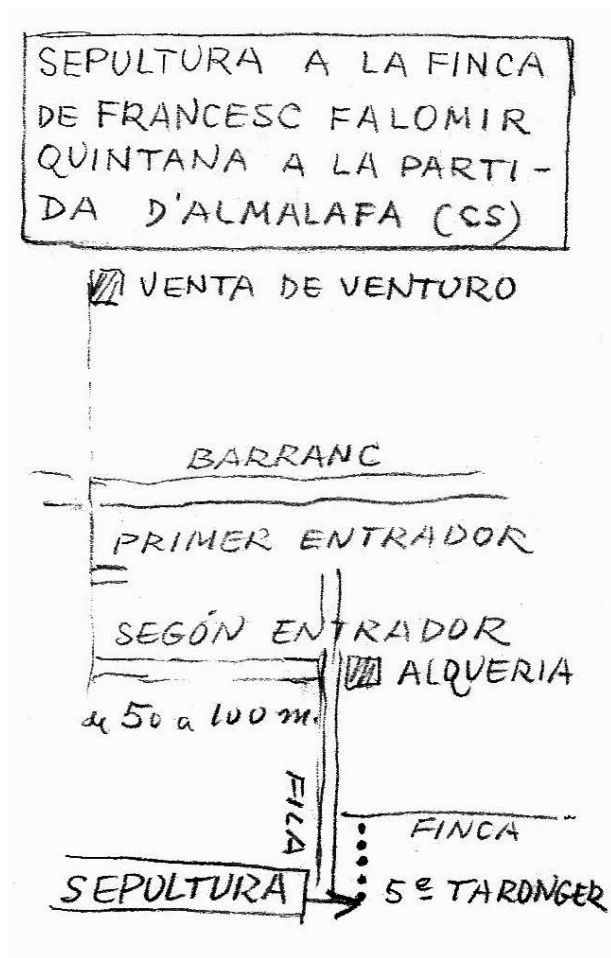 SEPULTURA A LA FINCA
DE FRANCESC FALOMIR
QUINTANA A LA PARTI-
DA D'ALMALAFA (CS)
VENTA DE VENTURO
BARRANC
PRIMER ENTRADOR
SEGÓN ENTRADOR
ALQUERIA
de 50 a 100 m.
FILA
FINCA
SEPULTURA
5º TARONGER